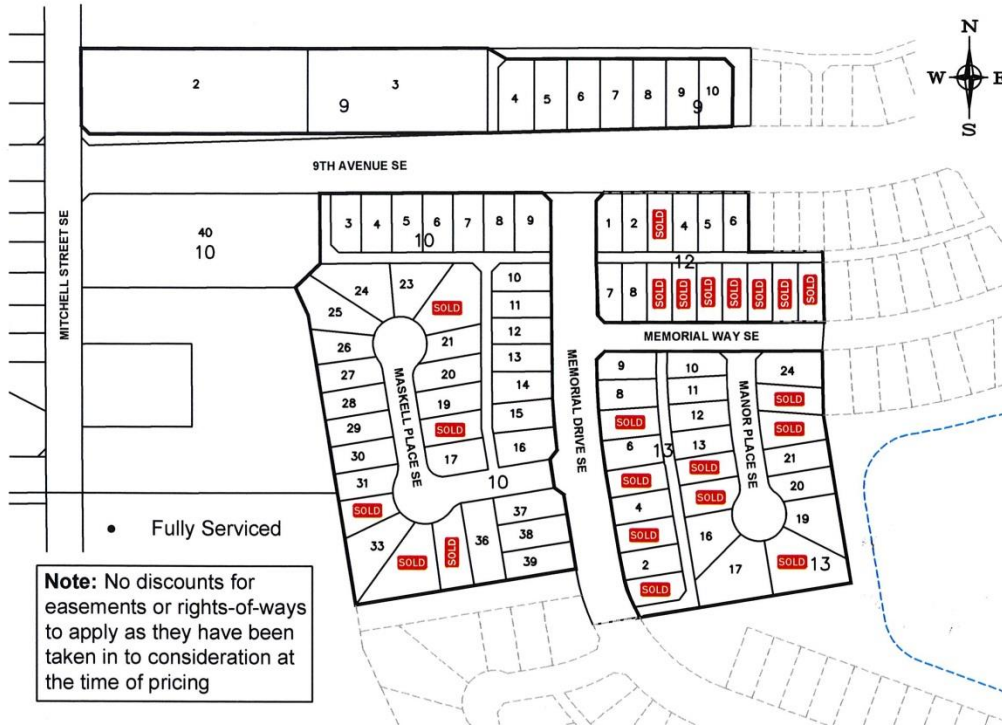 N
W E
S
2
3
9
4
5
6
7
8
9
10
9
9TH AVENUE SE
MITCHELL STREET SE
40
10
3
4
5
6
7
8
9
10
1
2
SOLD
4
5
6
12
7
8
SOLD
SOLD
SOLD
SOLD
SOLD
SOLD
SOLD
MEMORIAL WAY SE
MEMORIAL DRIVE SE
23
24
25
26
27
28
29
30
31
SOLD
33
SOLD
SOLD
36
SOLD
21
20
19
SOLD
17
MASKELL PLACE SE
10
11
12
13
14
15
16
10
37
38
39
9
8
SOLD
6
SOLD
4
SOLD
2
SOLD
13
10
11
12
13
SOLD
SOLD
16
17
MANOR PLACE SE
24
SOLD
SOLD
21
20
19
SOLD
13
• Fully Serviced
Note: No discounts for
easements or rights-of-ways
to apply as they have been
taken in to consideration at
the time of pricing